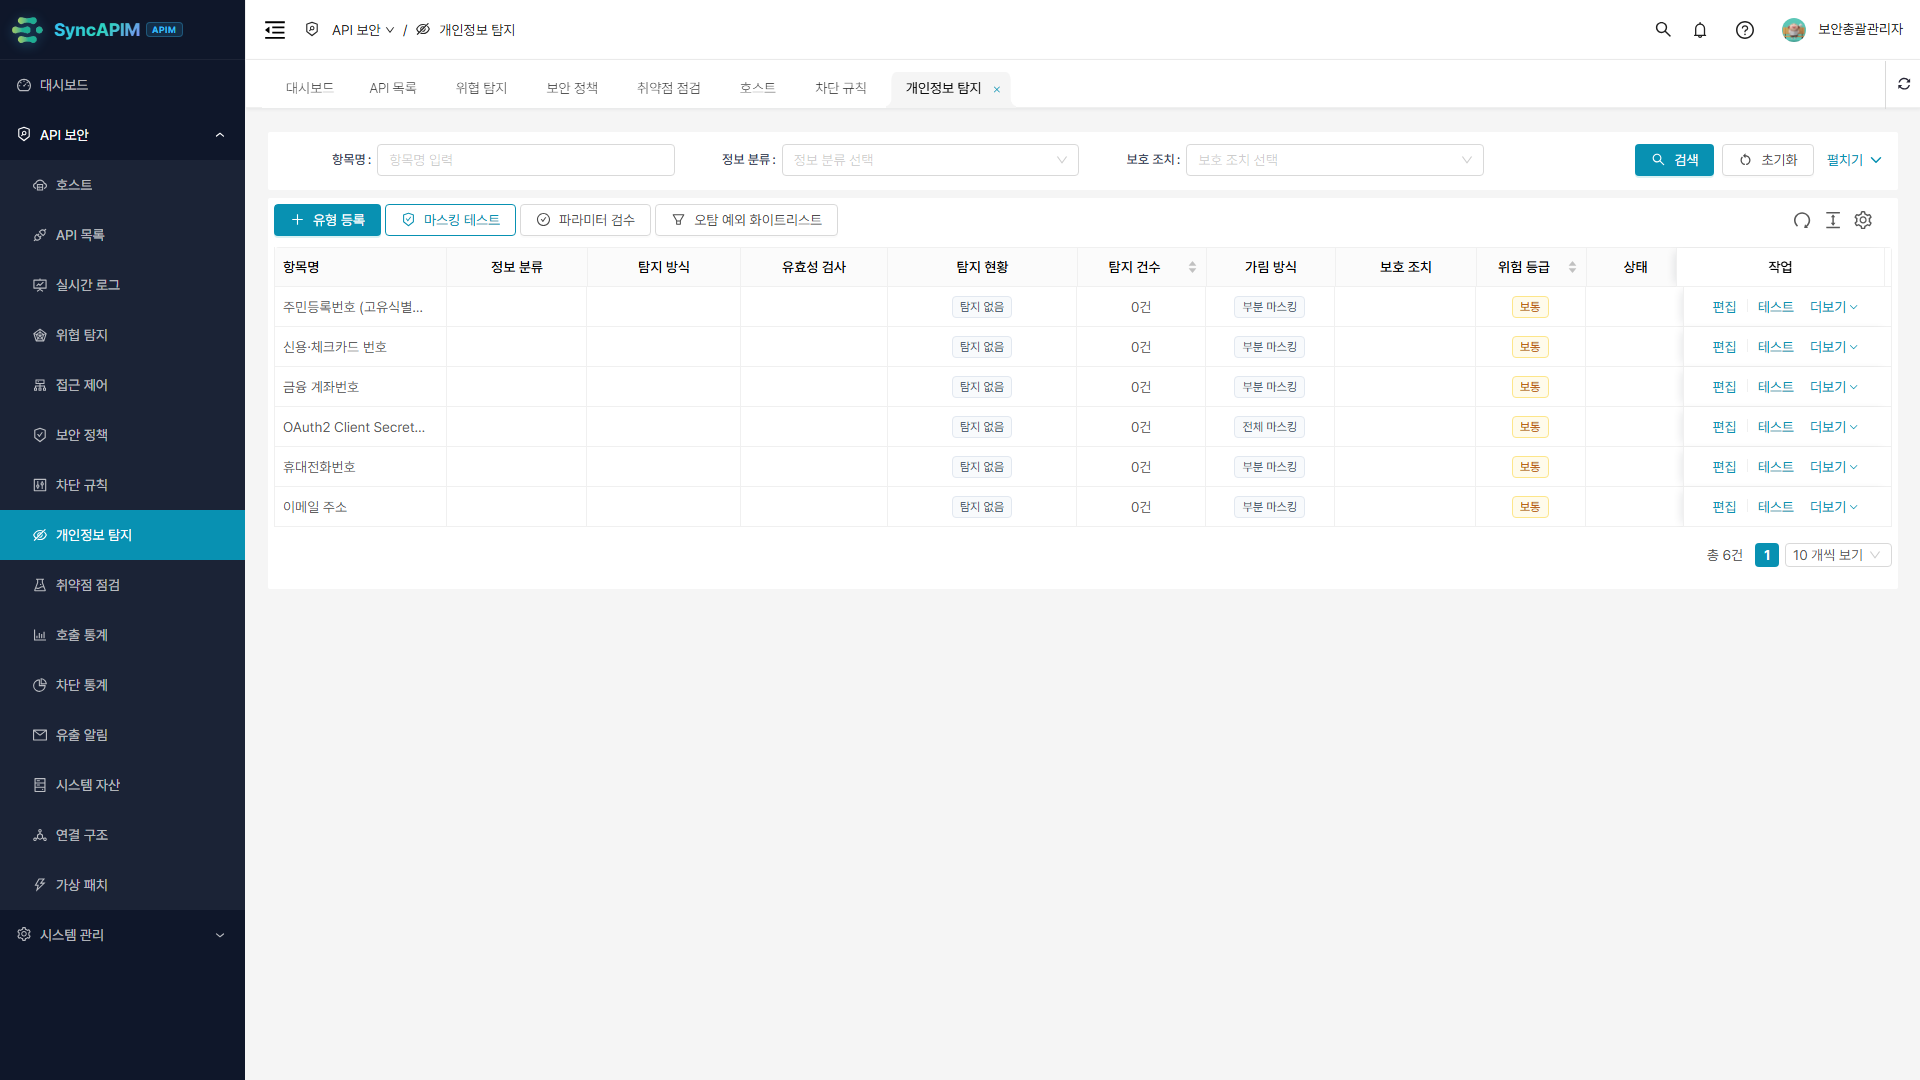 SyncAPIM APIM
대시보드
API 보안
호스트
API 목록
실시간 로그
위협 탐지
접근 제어
보안 정책
차단 규칙
개인정보 탐지
취약점 점검
호출 통계
차단 통계
유출 알림
시스템 자산
연결 구조
가상 패치
시스템 관리
API 보안 / 개인정보 탐지
보안총괄관리자
대시보드 API 목록 위협 탐지 보안 정책 취약점 점검 호스트 차단 규칙 개인정보 탐지 ×
항목명 : 항목명 입력 정보 분류 : 정보 분류 선택 보호 조치 : 보호 조치 선택 검색 초기화 펼치기
유형 등록 마스킹 테스트 파라미터 검수 오탐 예외 화이트리스트
항목명 정보 분류 탐지 방식 유효성 검사 탐지 현황 탐지 건수 가림 방식 보호 조치 위험 등급 상태 작업
주민등록번호 (고유식별... 탐지 없음 0건 부분 마스킹 보통 편집 테스트 더보기
신용·체크카드 번호 탐지 없음 0건 부분 마스킹 보통 편집 테스트 더보기
금융 계좌번호 탐지 없음 0건 부분 마스킹 보통 편집 테스트 더보기
OAuth2 Client Secret... 탐지 없음 0건 전체 마스킹 보통 편집 테스트 더보기
휴대전화번호 탐지 없음 0건 부분 마스킹 보통 편집 테스트 더보기
이메일 주소 탐지 없음 0건 부분 마스킹 보통 편집 테스트 더보기
총 6건 1 10 개씩 보기